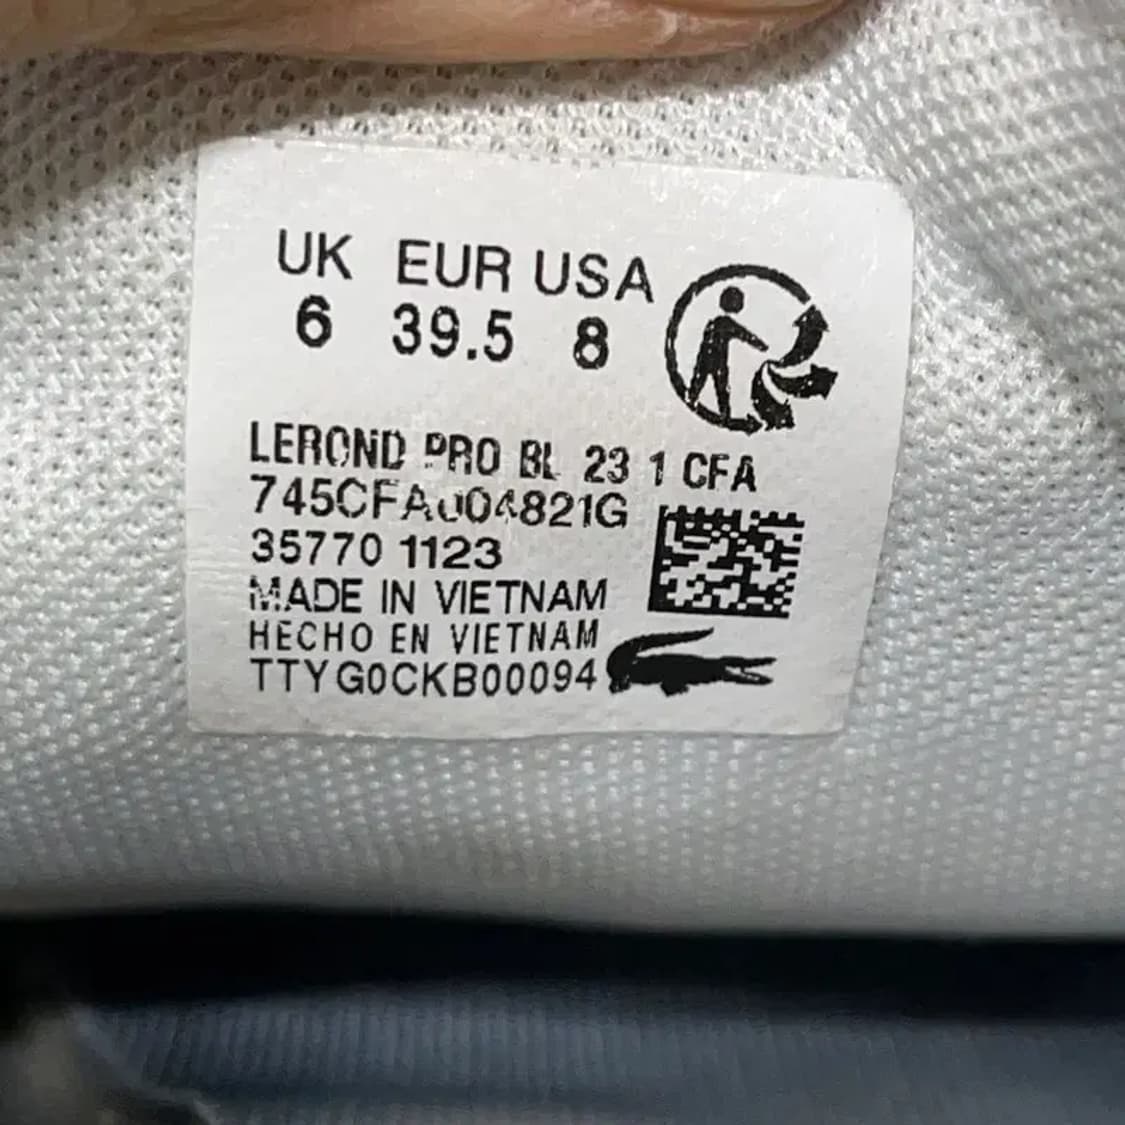 UK EUR USA
6 39.5 8
LEROND PRO BL 23 1 CFA
745CFA004821G
35770 1123
MADE IN VIETNAM
HECHO EN VIETNAM
TTYG0CKB00094